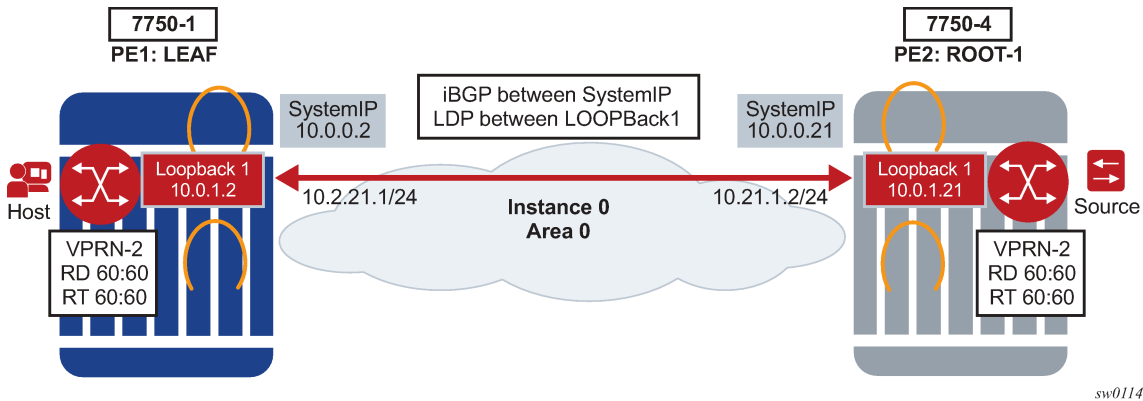 7750-1
PE1: LEAF
7750-4
PE2: ROOT-1
SystemIP
10.0.0.2
iBGP between SystemIP
LDP between LOOPBack1
SystemIP
10.0.0.21
Host
Loopback 1
10.0.1.2
10.2.21.1/24
10.21.1.2/24
Instance 0
Area 0
Loopback 1
10.0.1.21
Source
VPRN-2
RD 60:60
RT 60:60
VPRN-2
RD 60:60
RT 60:60
sw0114